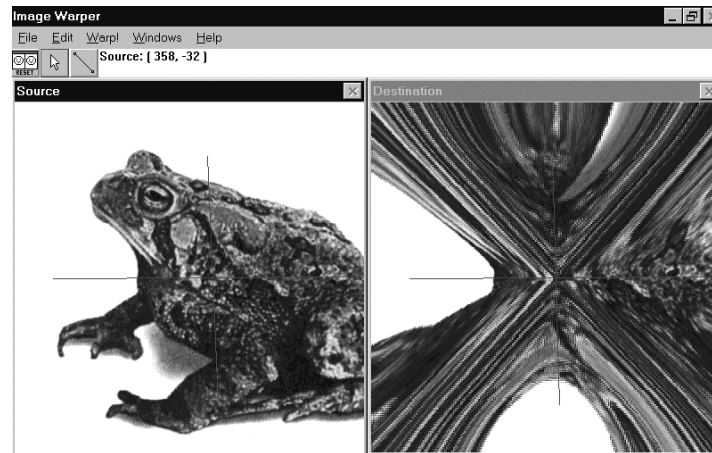 Image Warper
File Edit Warp! Windows Help
RESET
Source: ( 358, -32 )
Source
Destination